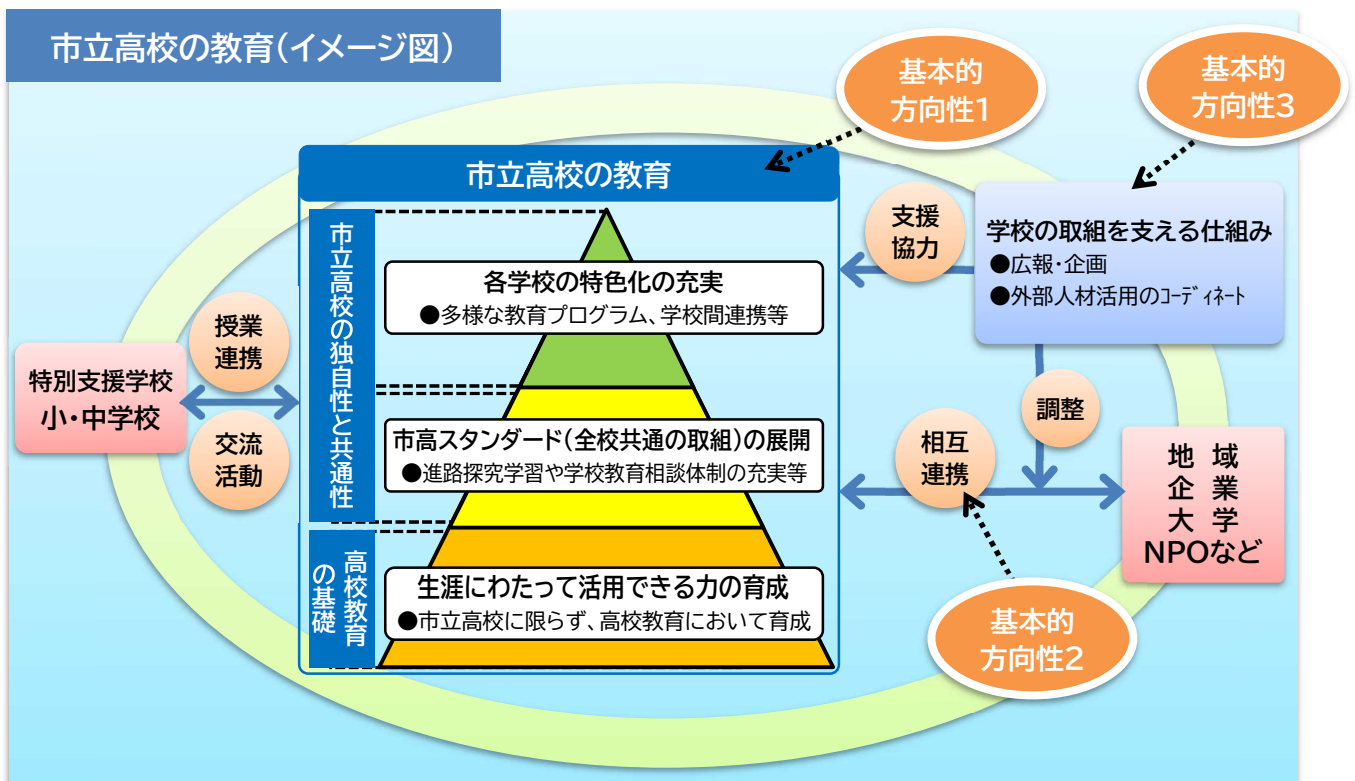 市立高校の教育(イメージ図)
基本的
方向性1
基本的
方向性3
市立高校の教育
市立高校の独自性と共通性
各学校の特色化の充実
●多様な教育プログラム、学校間連携等
市高スタンダード(全校共通の取組)の展開
●進路探究学習や学校教育相談体制の充実等
高校教育
の基礎
生涯にわたって活用できる力の育成
●市立高校に限らず、高校教育において育成
特別支援学校
小・中学校
授業
連携
交流
活動
支援
協力
学校の取組を支える仕組み
●広報・企画
●外部人材活用のコーディネート
調整
相互
連携
地 域
企 業
大 学
NPOなど
基本的
方向性2